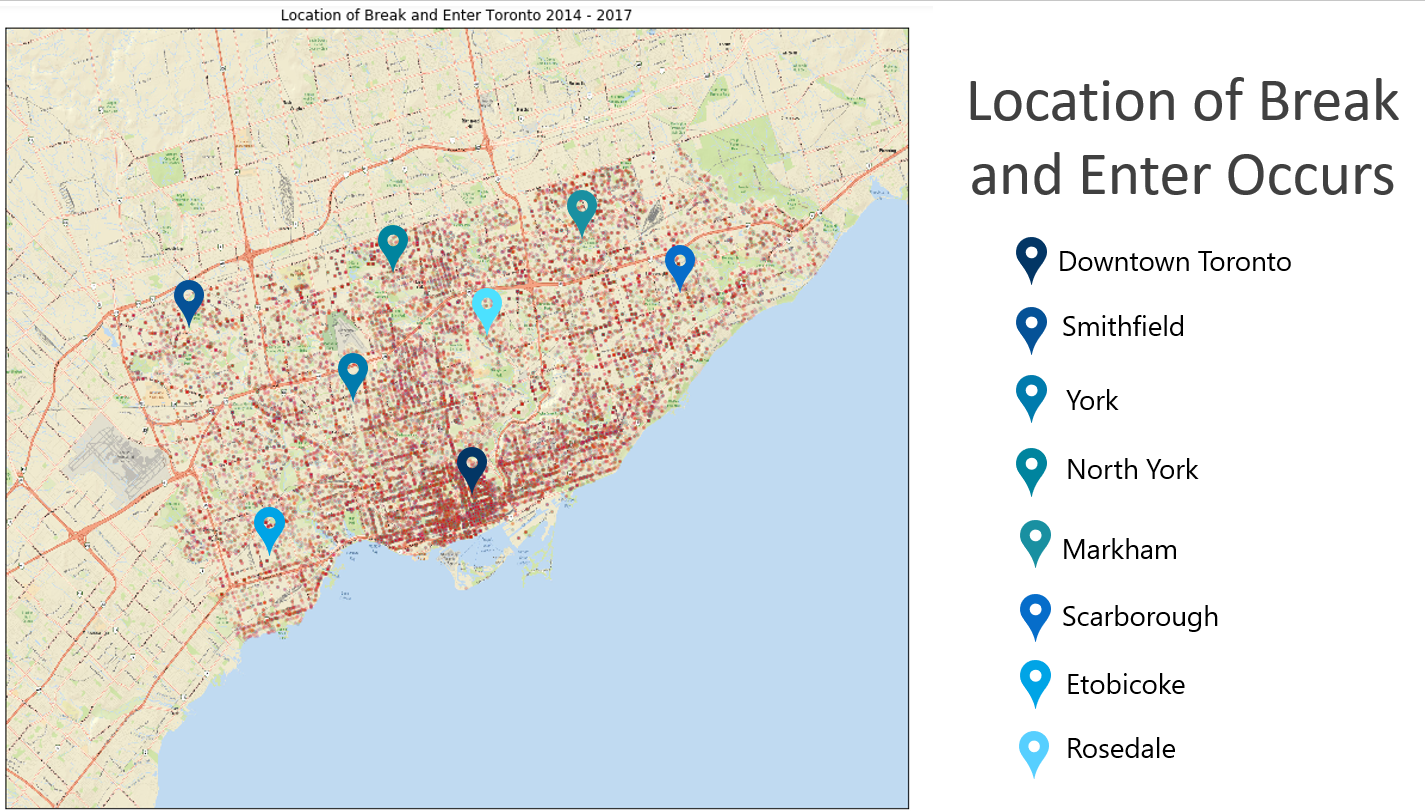 Location of Break and Enter Toronto 2014 - 2017
Location of Break
and Enter Occurs
Downtown Toronto
Smithfield
York
North York
Markham
Scarborough
Etobicoke
Rosedale